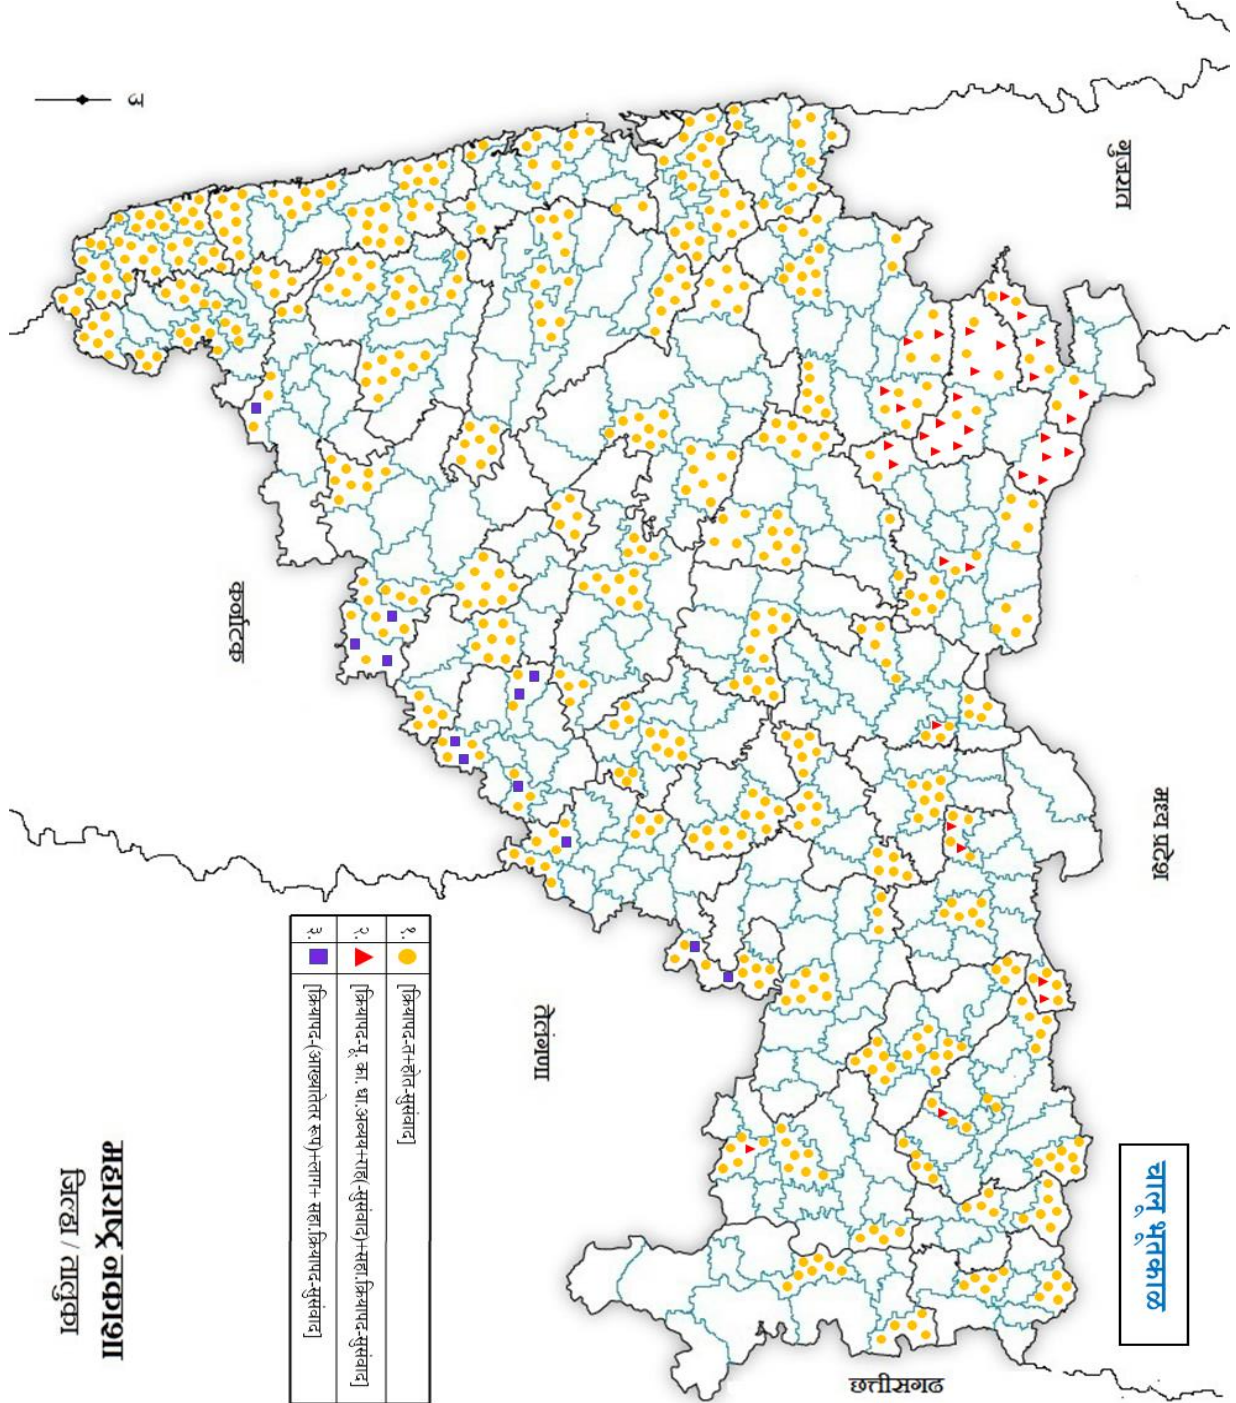 चालू भूतकाळ
गुजरात
मध्य प्रदेश
छत्तीसगढ
कर्नाटक
तेलंगणा
उ
१. [क्रियापद-त+होत-सुसंवाद]
२. [क्रियापद-पू. का. धा.अव्यय+राह(-सुसंवाद)+सहा.क्रियापद-सुसंवाद]
३. [क्रियापद-(आख्यातेतर रुप)+लाग+ सहा.क्रियापद-सुसंवाद]
महाराष्ट्र नकाशा
जिल्हा / तालुका